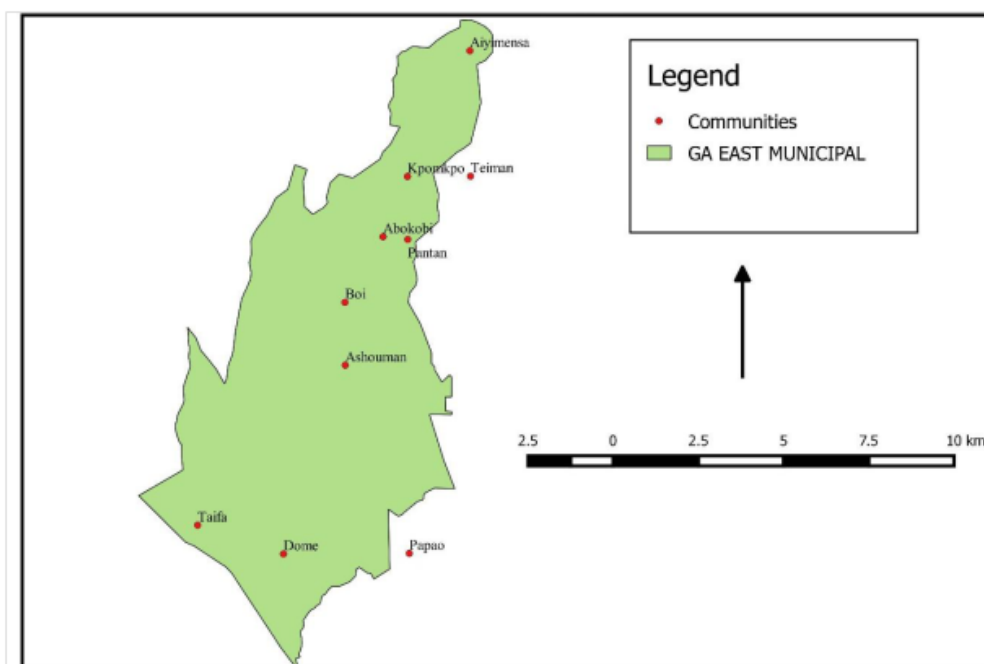 Aiyimensa
Legend
Communities
GA EAST MUNICIPAL
Kpomkpo
Teiman
Abokobi
Pantan
Boi
Ashouman
2.5 0 2.5 5 7.5 10 km
Taifa
Dome
Papao